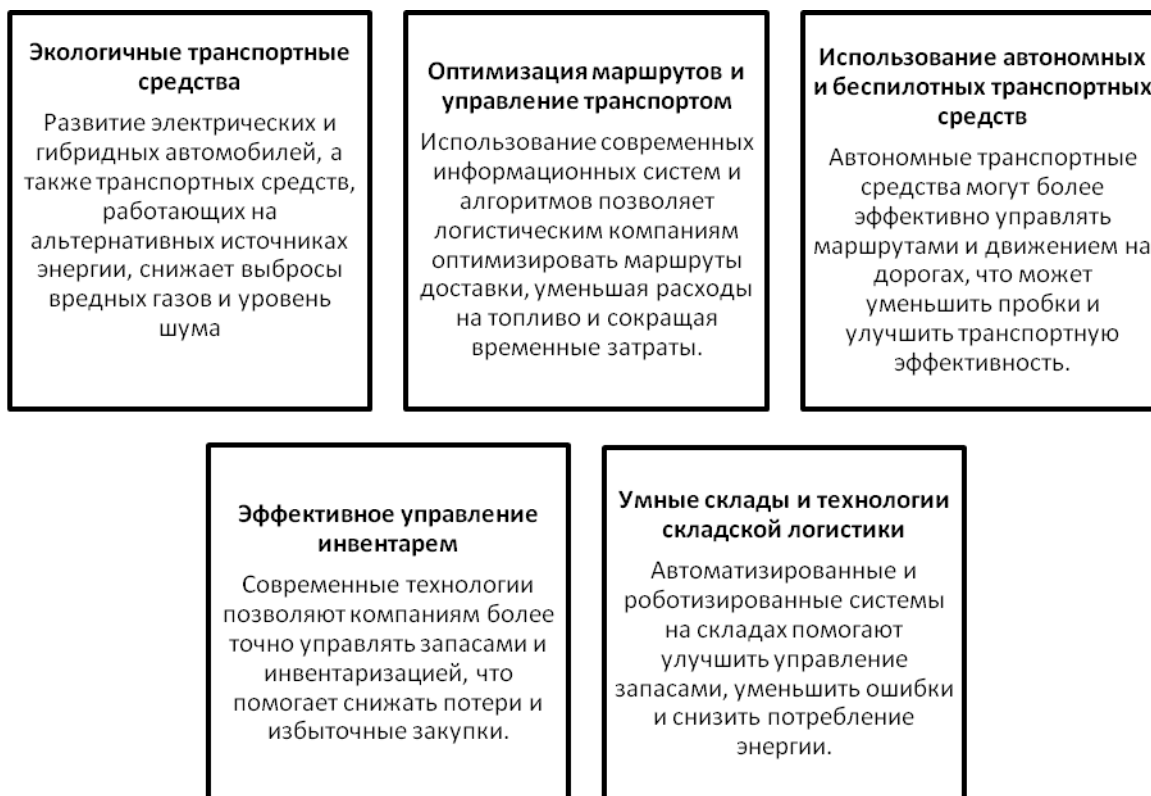 Экологичные транспортные
средства
Развитие электрических и
гибридных автомобилей, а
также транспортных средств,
работающих на
альтернативных источниках
энергии, снижает выбросы
вредных газов и уровень
шума
Оптимизация маршрутов и
управление транспортом
Использование современных
информационных систем и
алгоритмов позволяет
логистическим компаниям
оптимизировать маршруты
доставки, уменьшая расходы
на топливо и сокращая
временные затраты.
Использование автономных
и беспилотных транспортных
средств
Автономные транспортные
средства могут более
эффективно управлять
маршрутами и движением на
дорогах, что может
уменьшить пробки и
улучшить транспортную
эффективность.
Эффективное управление
инвентарем
Современные технологии
позволяют компаниям более
точно управлять запасами и
инвентаризацией, что
помогает снижать потери и
избыточные закупки.
Умные склады и технологии
складской логистики
Автоматизированные и
роботизированные системы
на складах помогают
улучшить управление
запасами, уменьшить ошибки
и снизить потребление
энергии.